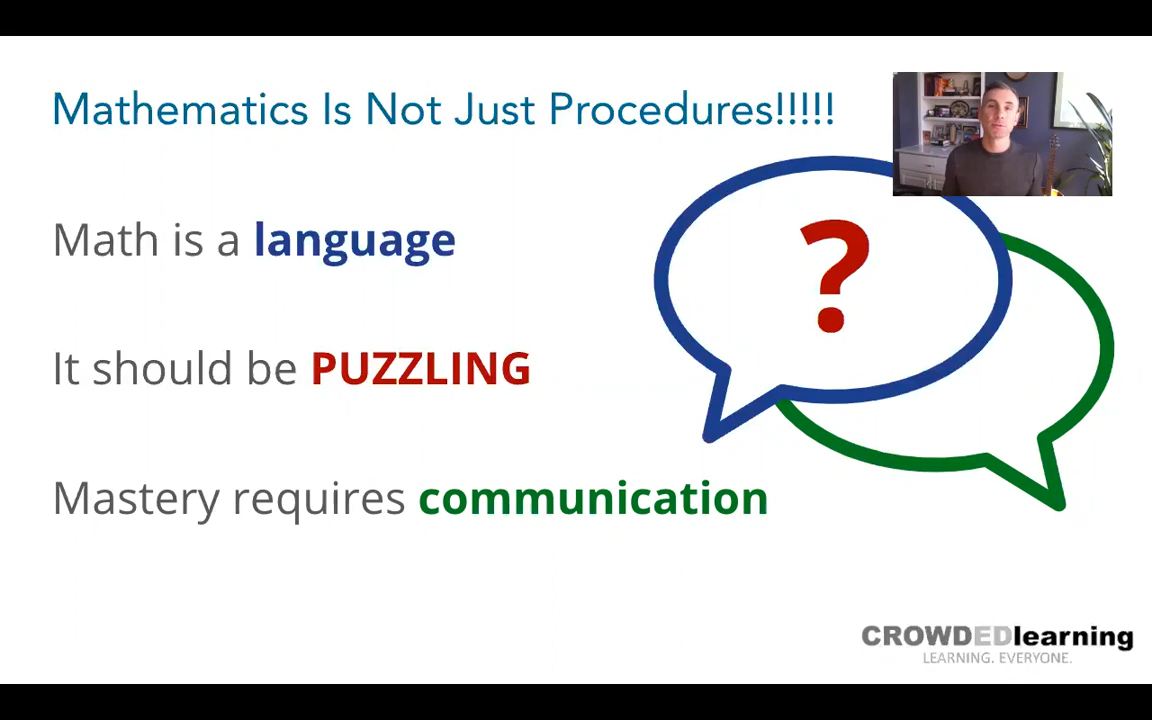 Mathematics Is Not Just Procedures!!!!!
Math is a language
?
It should be PUZZLING
Mastery requires communication
CROWDEDlearning
LEARNING. EVERYONE.